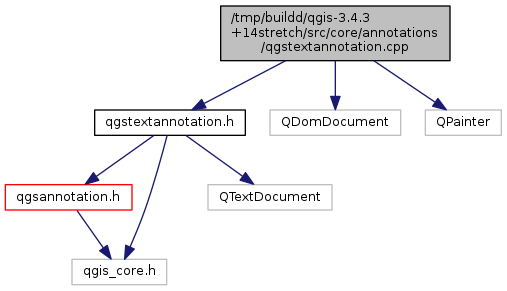 /tmp/buildd/qgis-3.4.3
+14stretch/src/core/annotations
/qgstextannotation.cpp
qgstextannotation.h
QDomDocument
QPainter
qgsannotation.h
QTextDocument
qgis_core.h